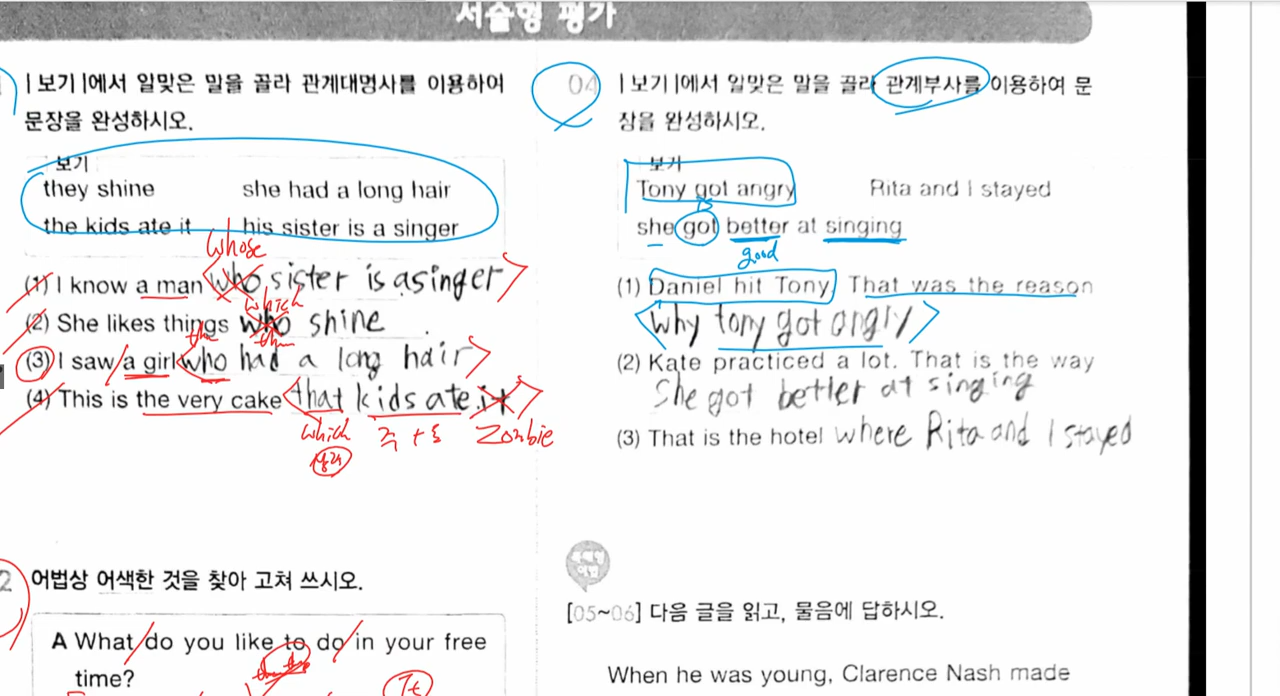 서술형 평가
|보기|에서 알맞은 말을 골라 관계대명사를 이용하여
문장을 완성하시오.
보기
they shine she had a long hair
the kids ate it his sister is a singer
whose
(1) I know a man who sister is a singer
which
(2) She likes things who shine
(3) I saw a girl who had a long hair
(4) This is the very cake that kids ate it
which 주 + 동 Zombie
생략
2 어법상 어색한 것을 찾아 고쳐 쓰시오.
A What do you like to do in your free
time?
04 |보기|에서 알맞은 말을 골라 관계부사를 이용하여 문
장을 완성하시오.
보기
Tony got angry Rita and I stayed
she got better at singing
good
(1) Daniel hit Tony. That was the reason
why tony got angry
(2) Kate practiced a lot. That is the way
She got better at singing
(3) That is the hotel where Rita and I stayed
[05~06] 다음 글을 읽고, 물음에 답하시오.
When he was young, Clarence Nash made